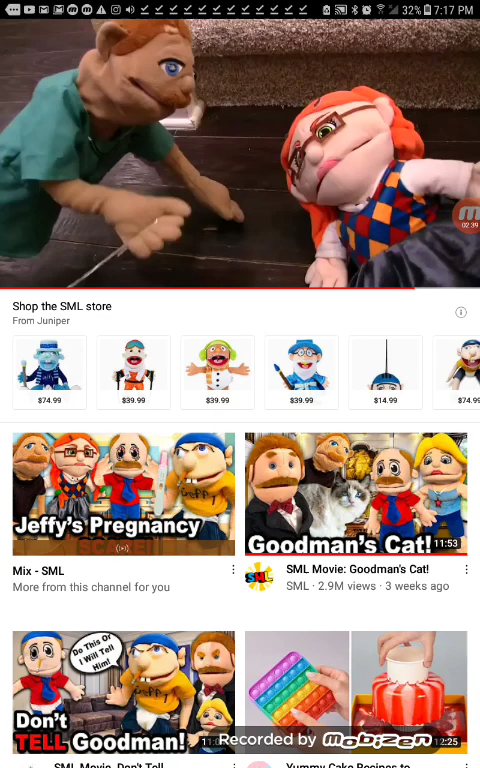 32% 7:17 PM
02:39
Shop the SML store
From Juniper
$74.99 $39.99 $39.99 $39.99 $14.99 $74.99
Jeffy's Pregnancy
Goodman's Cat!
11:53
Mix - SML
More from this channel for you
SML
SML Movie: Goodman's Cat!
SML · 2.9M views · 3 weeks ago
Do This Or
I Will Tell
Him!
Don't
TELL Goodman!
Recorded by MOBIZEN
12:25
SML Movie: Don't Tell
Yummy Cake Recipes to